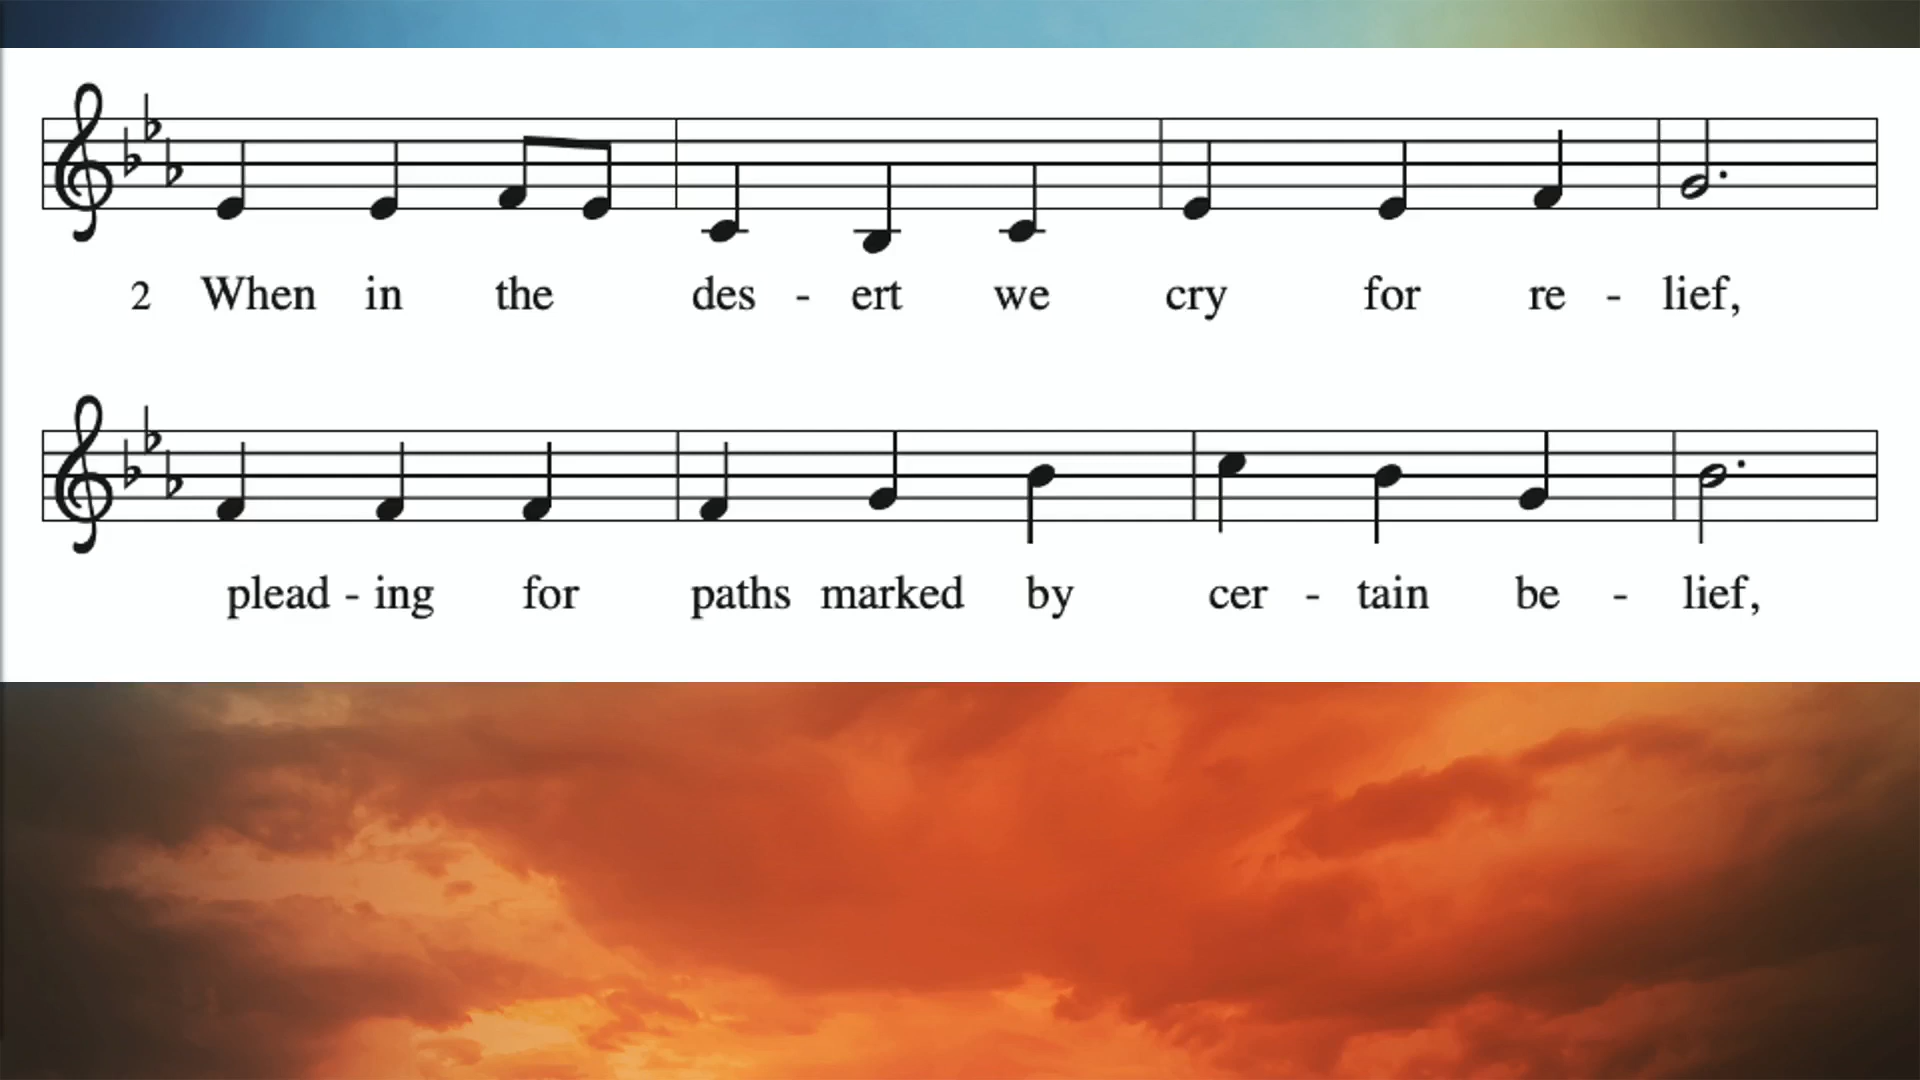 2 When in the des - ert we cry for re - lief,
plead - ing for paths marked by cer - tain be - lief,